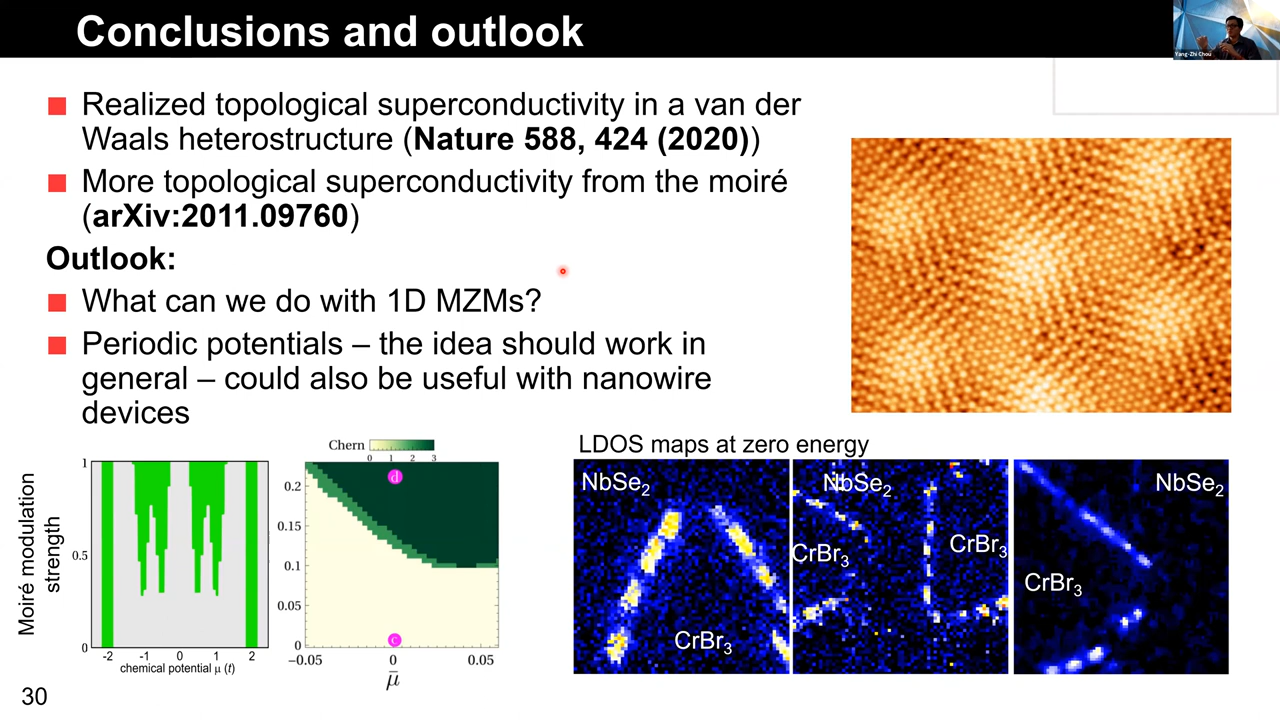 Conclusions and outlook
Yang-Zhi Chou
Realized topological superconductivity in a van der
Waals heterostructure (Nature 588, 424 (2020))
More topological superconductivity from the moiré
(arXiv:2011.09760)
Outlook:
What can we do with 1D MZMs?
Periodic potentials – the idea should work in
general – could also be useful with nanowire
devices
Moiré modulation
strength
1
0.5
0
-2 -1 0 1 2
chemical potential μ (t)
Chern
0 1 2 3
0.2
0.15
0.1
0.05
0
d
c
−0.05 0 0.05
μ̄
LDOS maps at zero energy
NbSe₂
CrBr₃
NbSe₂
CrBr₃
CrBr₃
NbSe₂
CrBr₃
30